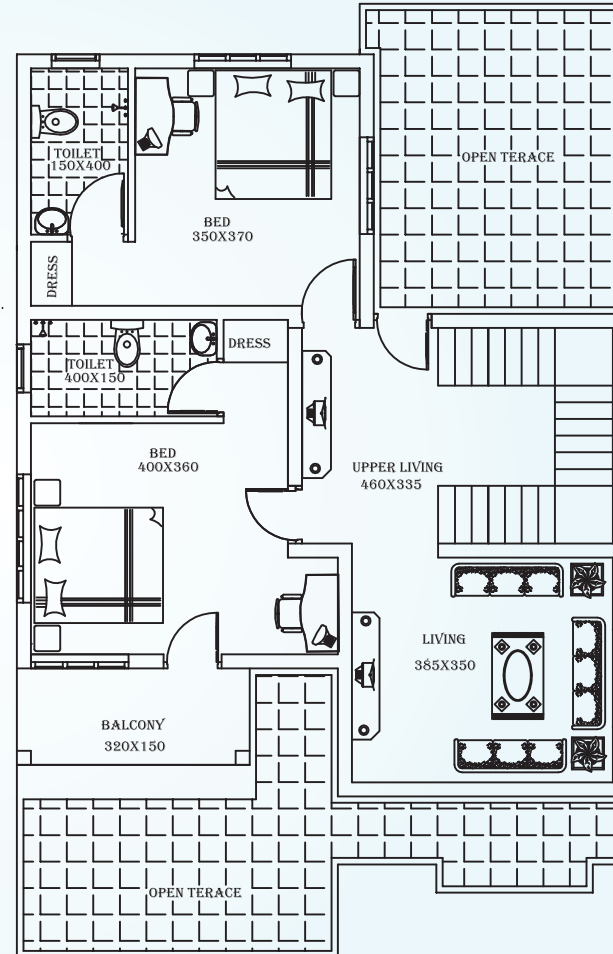 TOILET
150X400
OPEN TERACE
BED
350X370
DRESS
DRESS
TOILET
400X150
BED
400X360
UPPER LIVING
460X335
LIVING
385X350
BALCONY
320X150
OPEN TERACE